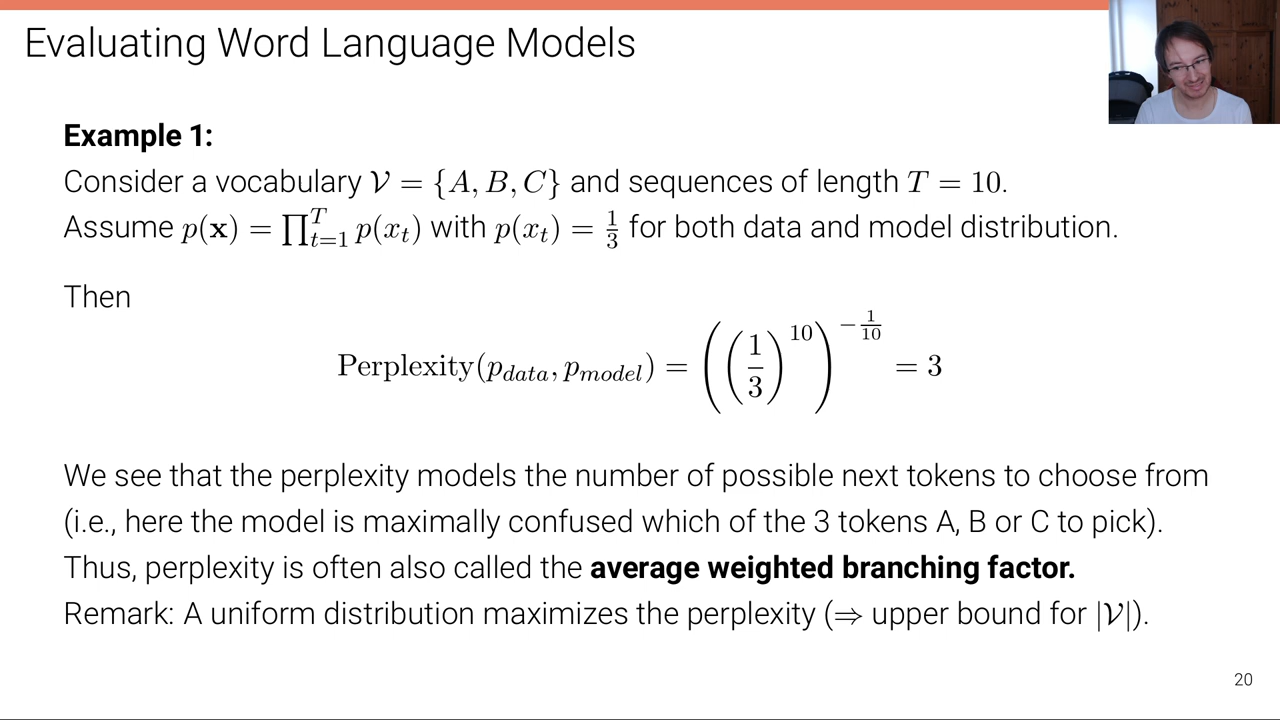 Evaluating Word Language Models
Example 1:
Consider a vocabulary 𝒱 = {A, B, C} and sequences of length T = 10.
Assume p(𝐱) = ∏_{t=1}^{T} p(x_t) with p(x_t) = 1/3 for both data and model distribution.
Then
Perplexity(p_{data}, p_{model}) = ((1/3)^{10})^{-1/10} = 3
We see that the perplexity models the number of possible next tokens to choose from
(i.e., here the model is maximally confused which of the 3 tokens A, B or C to pick).
Thus, perplexity is often also called the average weighted branching factor.
Remark: A uniform distribution maximizes the perplexity (⇒ upper bound for |𝒱|).
20